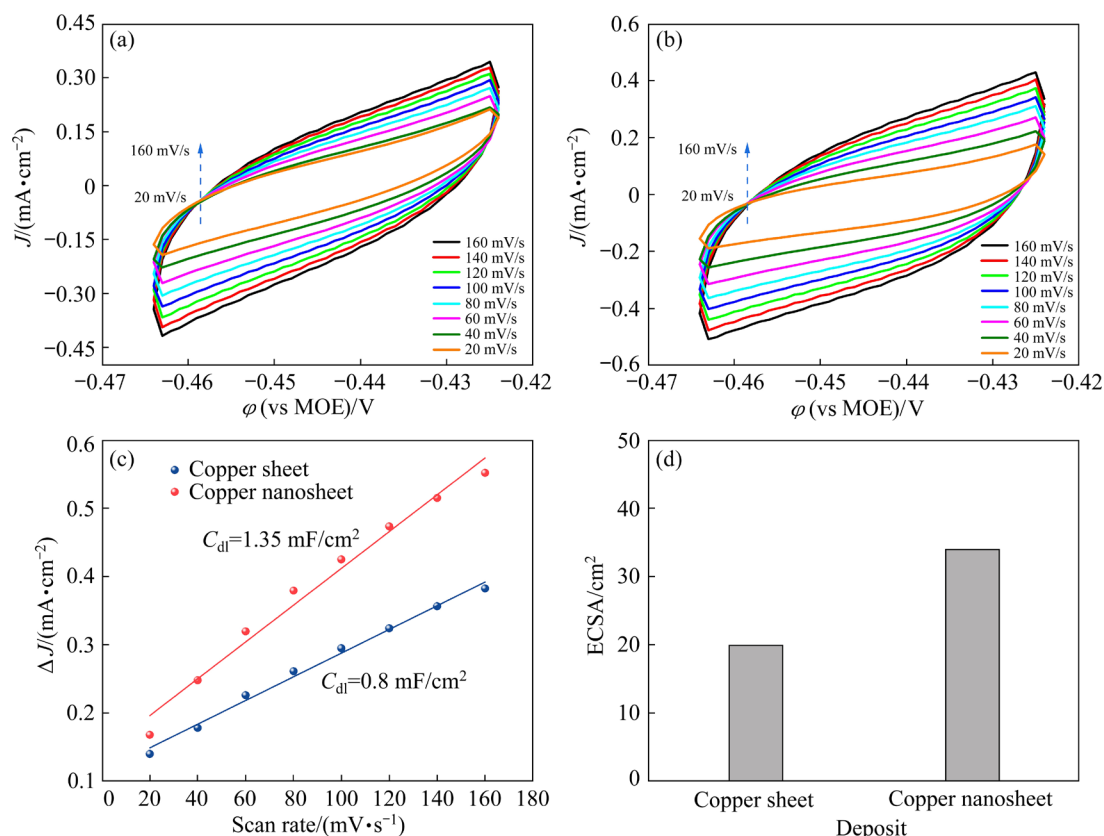 (a)
J/(mA•cm−2)
0.45
0.30
0.15
0
−0.15
−0.30
−0.45
160 mV/s
20 mV/s
160 mV/s
140 mV/s
120 mV/s
100 mV/s
80 mV/s
60 mV/s
40 mV/s
20 mV/s
−0.47 −0.46 −0.45 −0.44 −0.43 −0.42
φ (vs MOE)/V
(b)
J/(mA•cm−2)
0.6
0.4
0.2
0
−0.2
−0.4
−0.6
160 mV/s
20 mV/s
160 mV/s
140 mV/s
120 mV/s
100 mV/s
80 mV/s
60 mV/s
40 mV/s
20 mV/s
−0.47 −0.46 −0.45 −0.44 −0.43 −0.42
φ (vs MOE)/V
(c)
Δ J/(mA•cm−2)
0.6
0.5
0.4
0.3
0.2
0.1
Copper sheet
Copper nanosheet
Cdl=1.35 mF/cm2
Cdl=0.8 mF/cm2
20 40 60 80 100 120 140 160 180
Scan rate/(mV•s−1)
(d)
ECSA/cm2
50
40
30
20
10
0
Copper sheet Copper nanosheet
Deposit